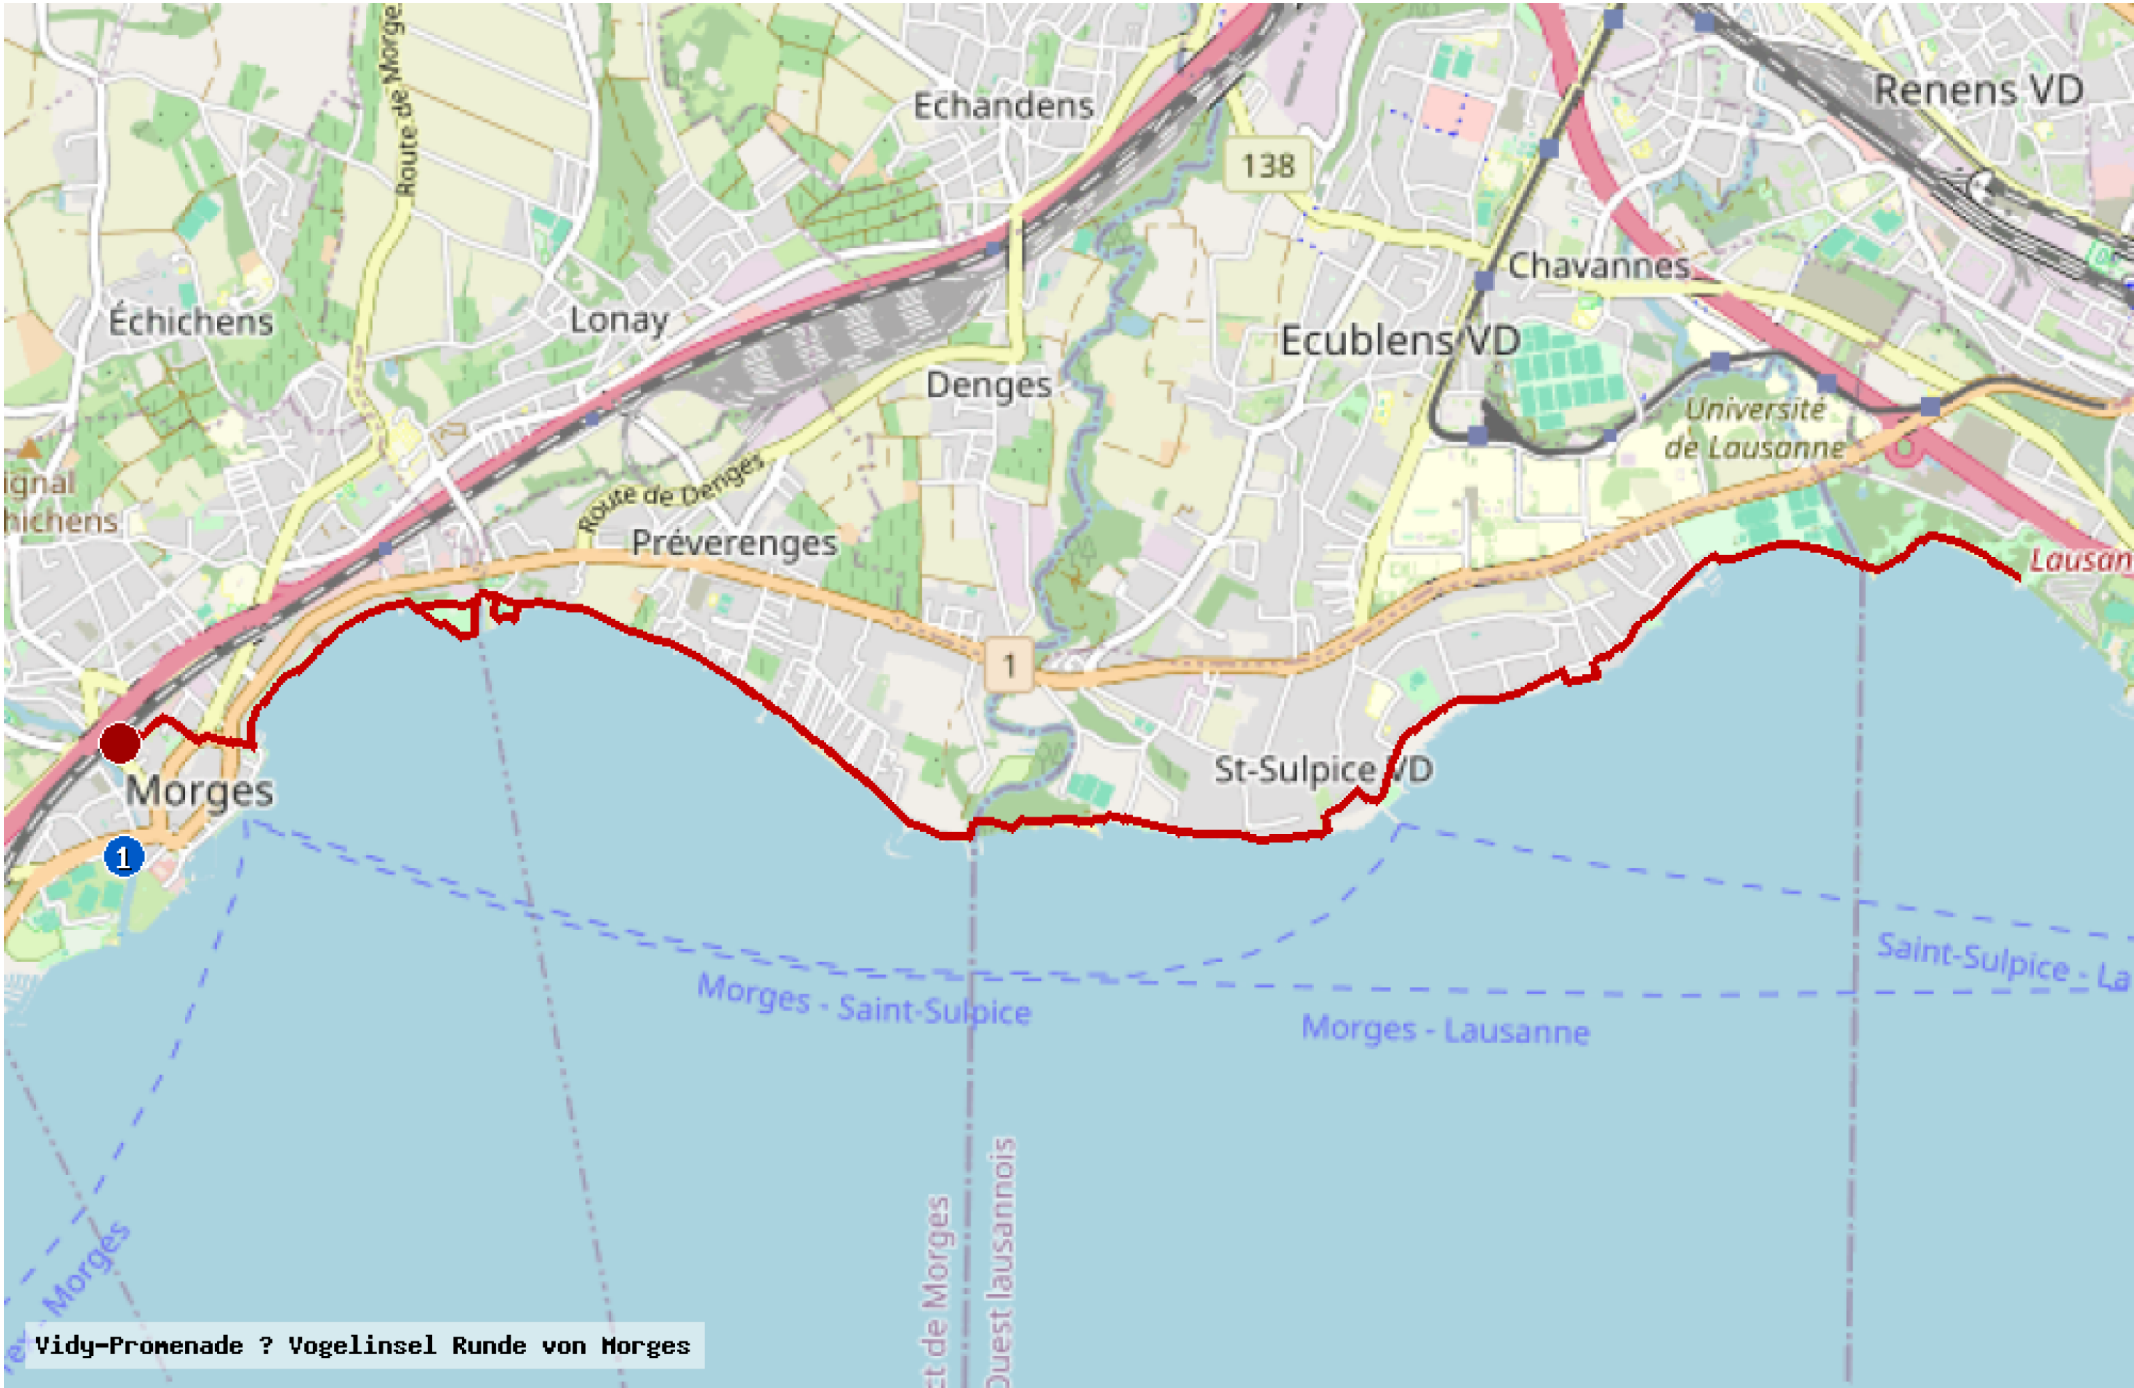 Route de Morge
Echandens
Renens VD
138
Échichens
Lonay
Chavannes
Ecublens VD
Denges
Université
de Lausanne
ignal
hichens
Route de Denges
Préverenges
Lausan
1
Morges
St-Sulpice VD
1
Saint-Sulpice - La
Morges - Saint-Sulpice
Morges - Lausanne
ct de Morges
Ouest lausannois
- Morges
Vidy-Promenade ? Vogelinsel Runde von Morges